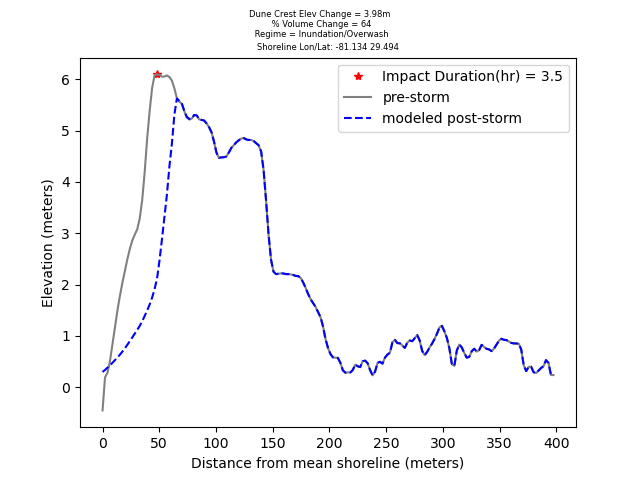 Dune Crest Elev Change = 3.98m
% Volume Change = 64
Regime = Inundation/Overwash
Shoreline Lon/Lat: -81.134 29.494
Impact Duration(hr) = 3.5
pre-storm
modeled post-storm
Elevation (meters)
6
5
4
3
2
1
0
0 50 100 150 200 250 300 350 400
Distance from mean shoreline (meters)